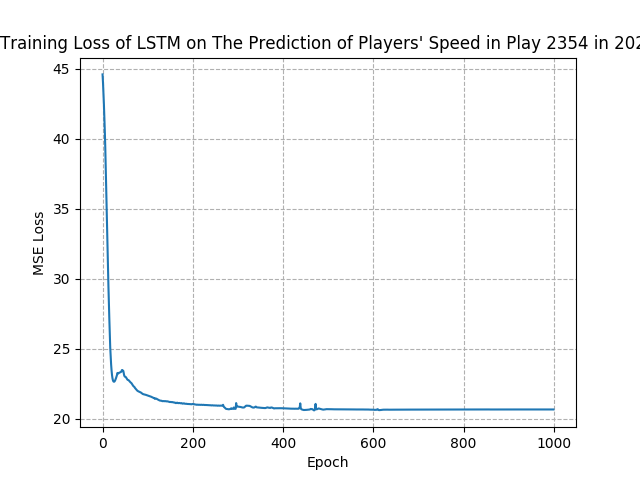 Training Loss of LSTM on The Prediction of Players' Speed in Play 2354 in 202
45
40
35
30
25
20
MSE Loss
0 200 400 600 800 1000
Epoch